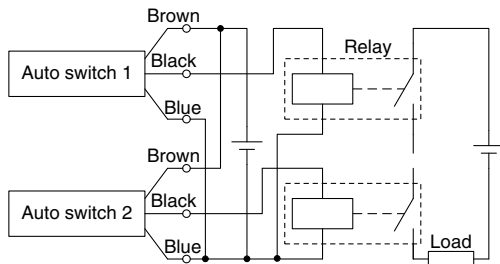 Brown
Auto switch 1
Black
Blue
Relay
Brown
Auto switch 2
Black
Blue
Load